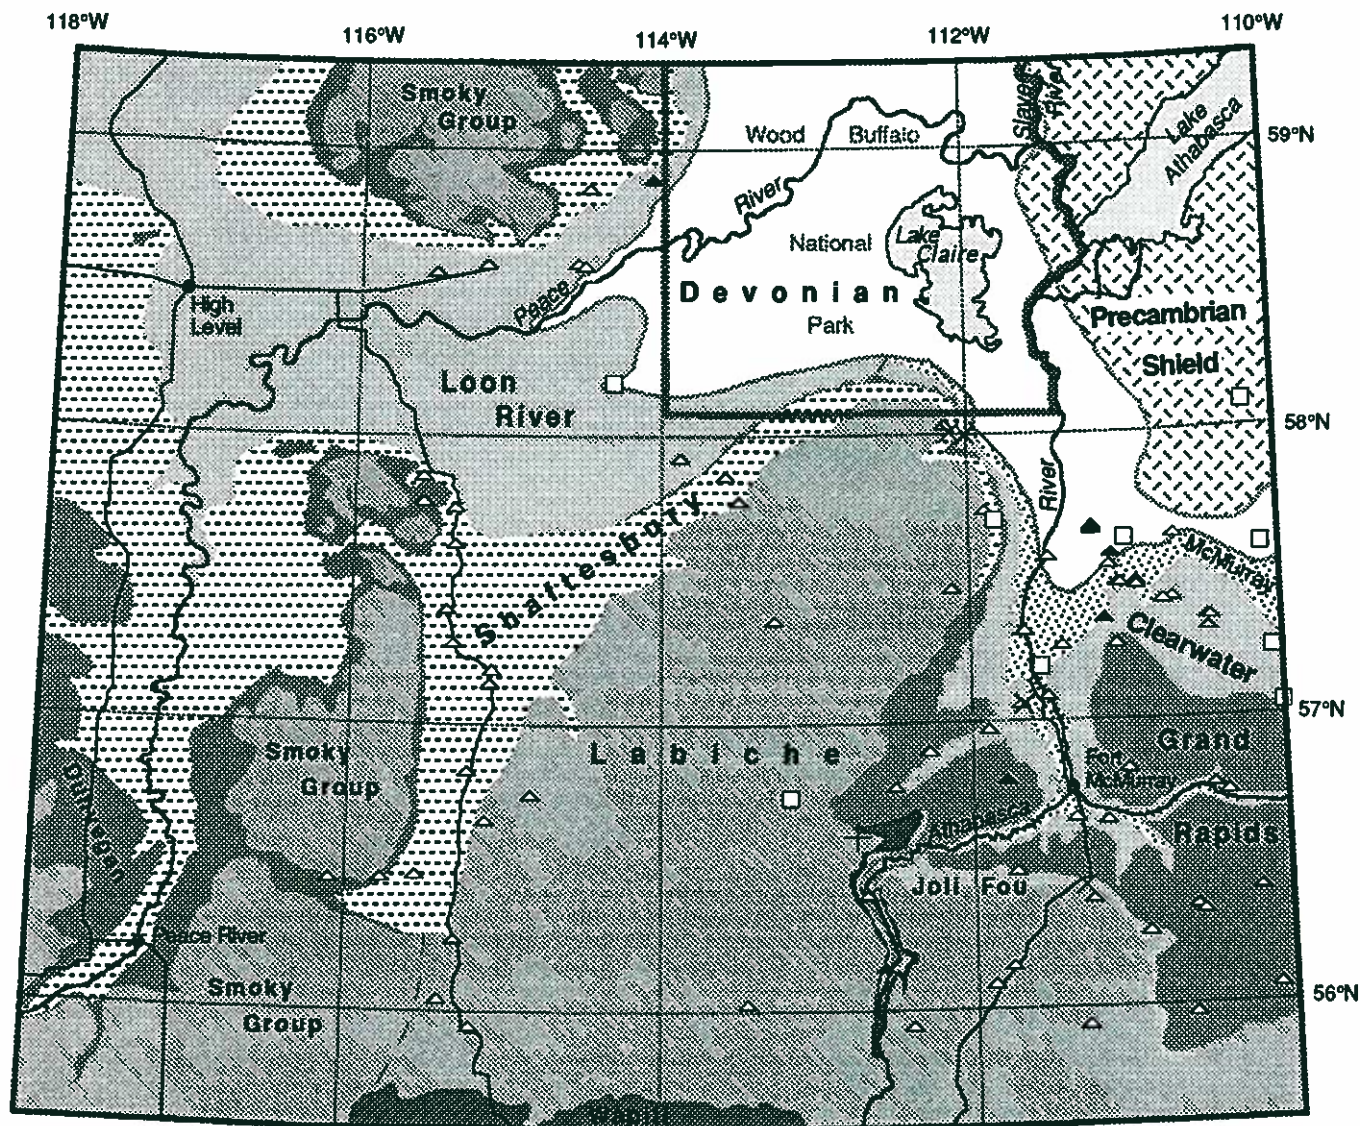 118°W
116°W
114°W
112°W
110°W
Smoky
Group
Wood Buffalo
Slave River
Lake
Athabasca
59°N
River
National
Lake
Claire
High
Level
Peace
Devonian
Park
Precambrian
Shield
Loon
River
58°N
River
Shaftesbury
McMurray
Clearwater
57°N
Smoky
Group
Labiche
Grand
Fort
McMurray
Dunvegan
Athabasca
Rapids
Joli Fou
Peace River
Smoky
Group
56°N
Wapiti